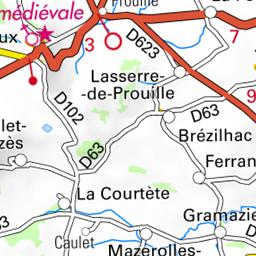 médiévale
3
D623
7
Lasserre-
-de-Prouille
9
D102
D63
Brézilhac
D63
Ferran
La Courtète
Gramazie
Caulet
Mazerolles-